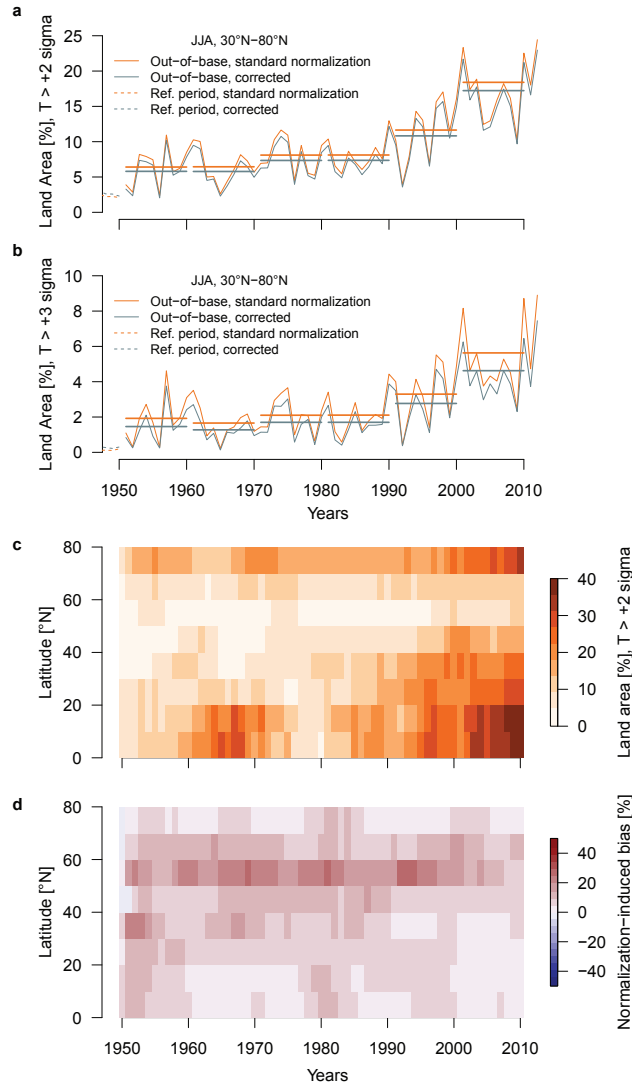 a
JJA, 30°N−80°N
Out−of−base, standard normalization
Out−of−base, corrected
Ref. period, standard normalization
Ref. period, corrected
Land Area [%], T > +2 sigma
25
20
15
10
5
0
b
JJA, 30°N−80°N
Out−of−base, standard normalization
Out−of−base, corrected
Ref. period, standard normalization
Ref. period, corrected
Land Area [%], T > +3 sigma
10
8
6
4
2
0
1950 1960 1970 1980 1990 2000 2010
Years
c
Latitude [°N]
80
60
40
20
0
40
30
20
10
0
Land area [%], T > +2 sigma
d
Latitude [°N]
80
60
40
20
0
40
20
0
−20
−40
Normalization−induced bias [%]
1950 1960 1970 1980 1990 2000 2010
Years